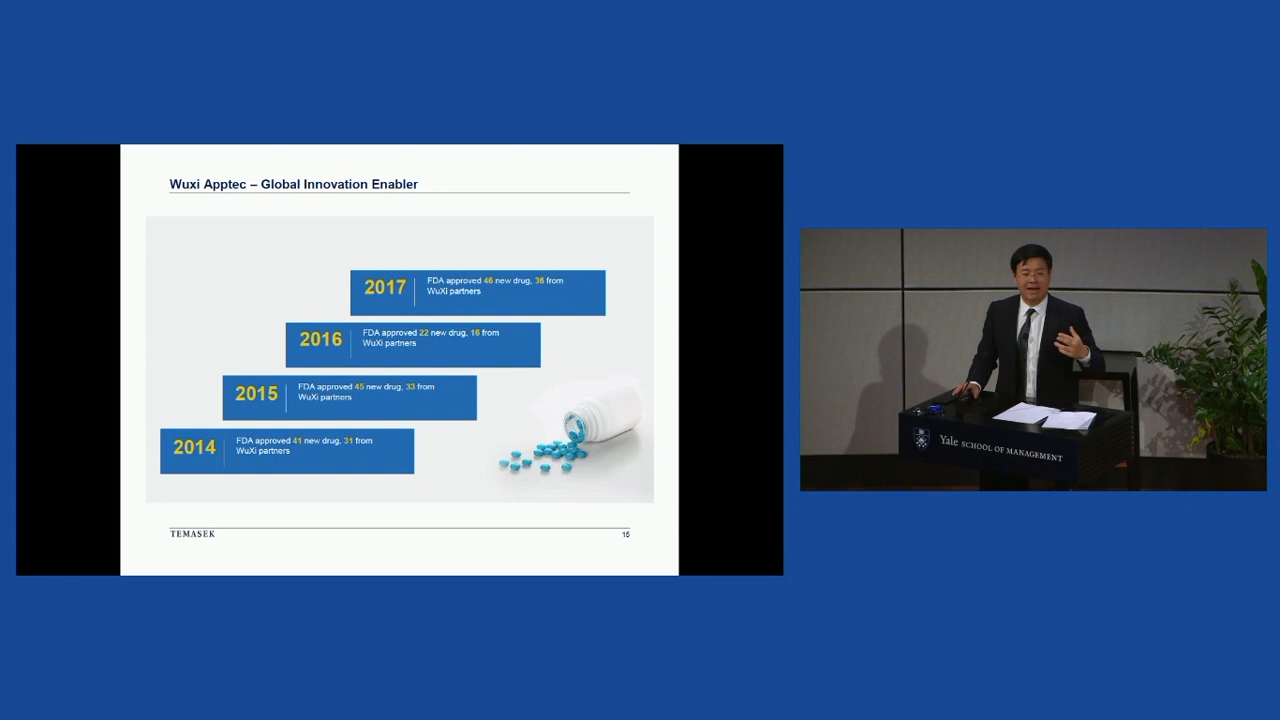 Wuxi Apptec – Global Innovation Enabler
2017
FDA approved 46 new drug, 36 from
WuXi partners
2016
FDA approved 22 new drug, 16 from
WuXi partners
2015
FDA approved 45 new drug, 33 from
WuXi partners
2014
FDA approved 41 new drug, 31 from
WuXi partners
TEMASEK
15
Yale SCHOOL OF MANAGEMENT